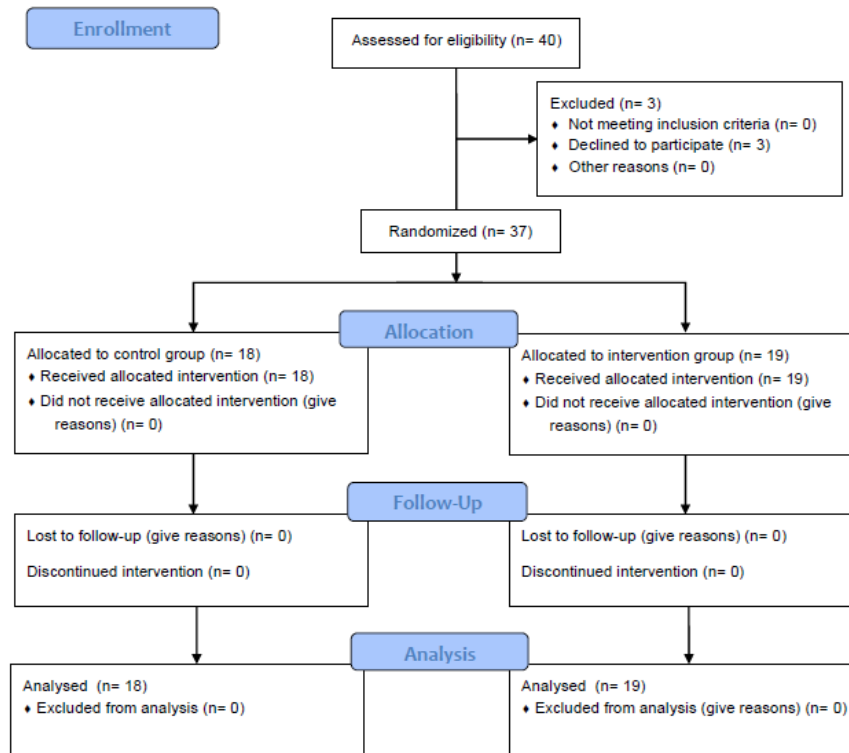 Enrollment
Assessed for eligibility (n= 40)
Excluded (n= 3)
♦ Not meeting inclusion criteria (n= 0)
♦ Declined to participate (n= 3)
♦ Other reasons (n= 0)
Randomized (n= 37)
Allocation
Allocated to control group (n= 18)
♦ Received allocated intervention (n= 18)
♦ Did not receive allocated intervention (give
reasons) (n= 0)
Allocated to intervention group (n= 19)
♦ Received allocated intervention (n= 19)
♦ Did not receive allocated intervention (give
reasons) (n= 0)
Follow-Up
Lost to follow-up (give reasons) (n= 0)
Discontinued intervention (n= 0)
Lost to follow-up (give reasons) (n= 0)
Discontinued intervention (n= 0)
Analysis
Analysed (n= 18)
♦ Excluded from analysis (n= 0)
Analysed (n= 19)
♦ Excluded from analysis (give reasons) (n= 0)